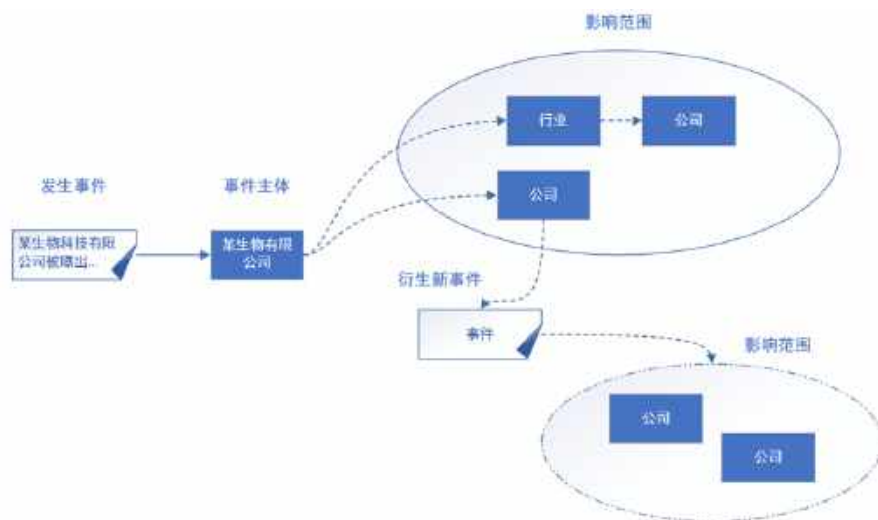 影响范围
行业
公司
公司
发生事件
事件主体
某生物科技有限
公司被曝出...
某生物有限
公司
衍生新事件
事件
影响范围
公司
公司